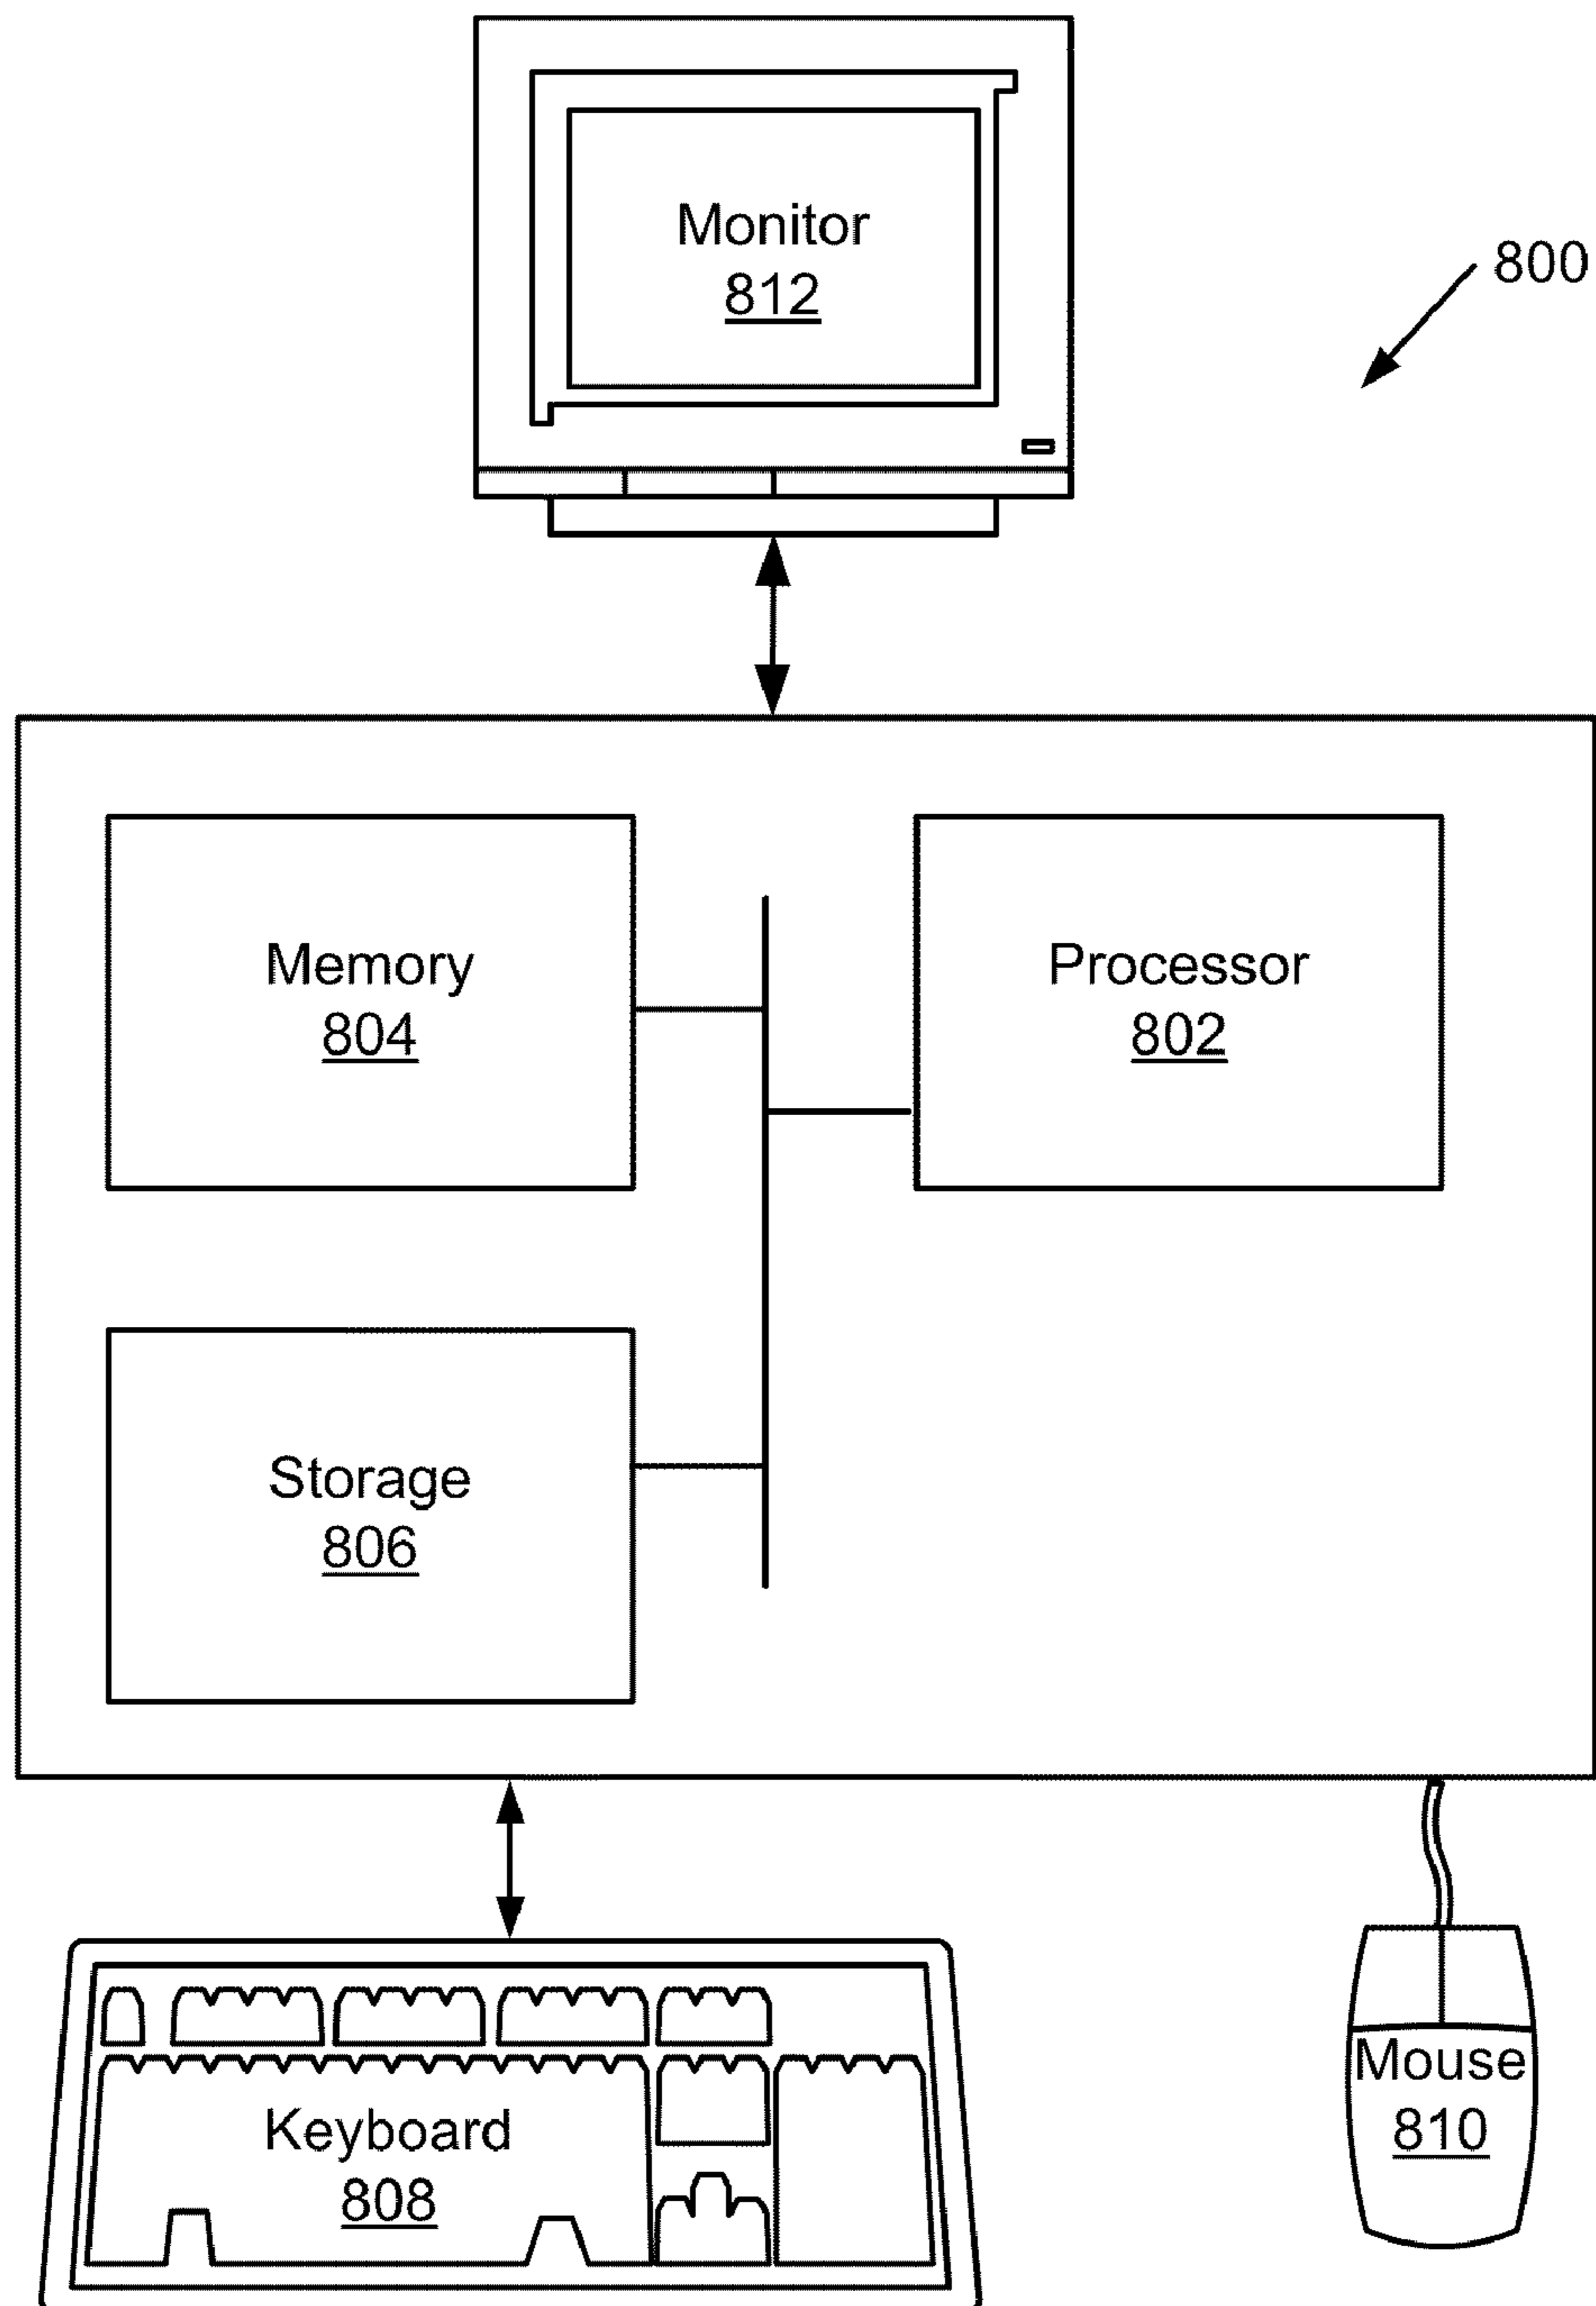 Monitor
812
800
Memory
804
Processor
802
Storage
806
Keyboard
808
Mouse
810